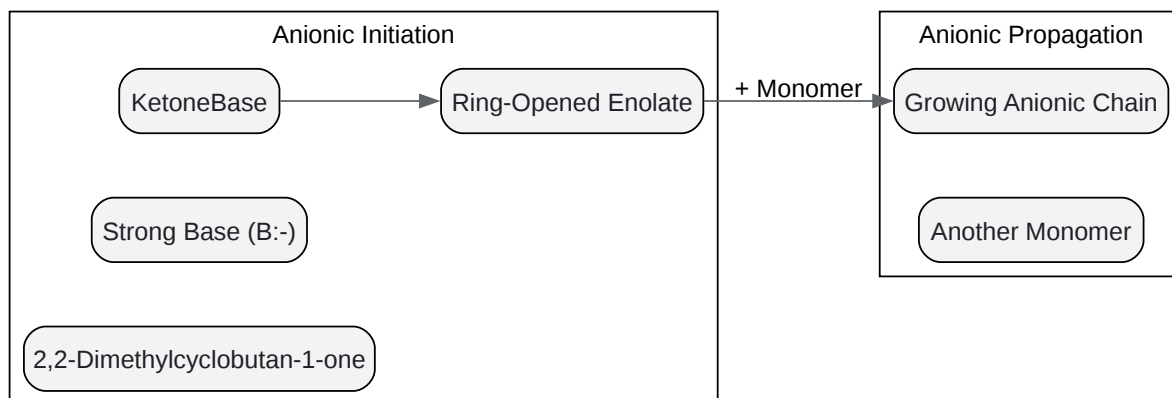 Anionic Initiation
KetoneBase
Ring-Opened Enolate
Strong Base (B:-)
2,2-Dimethylcyclobutan-1-one
+ Monomer
Anionic Propagation
Growing Anionic Chain
Another Monomer